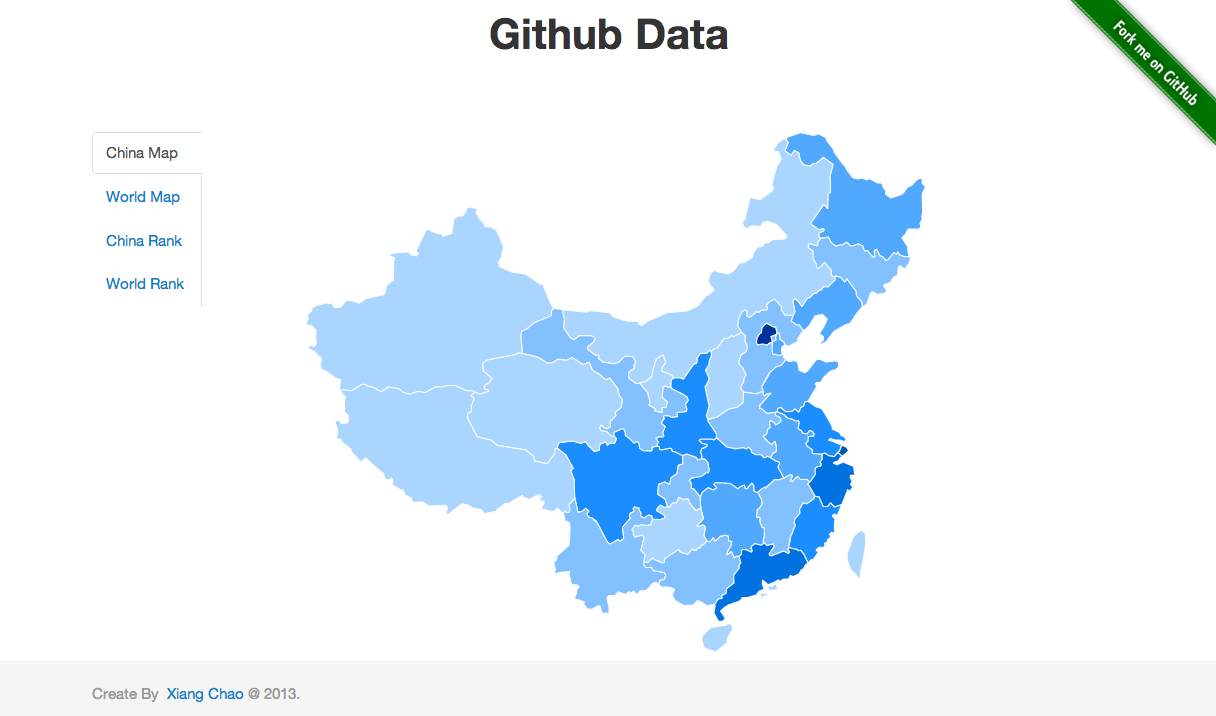 Github Data
Fork me on GitHub
China Map
World Map
China Rank
World Rank
Create By Xiang Chao @ 2013.